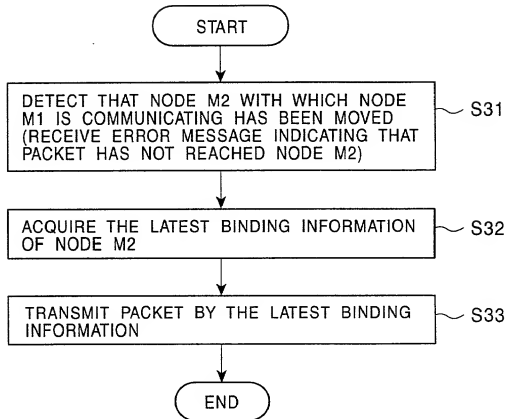 START
DETECT THAT NODE M2 WITH WHICH NODE
M1 IS COMMUNICATING HAS BEEN MOVED
(RECEIVE ERROR MESSAGE INDICATING THAT
PACKET HAS NOT REACHED NODE M2)
S31
ACQUIRE THE LATEST BINDING INFORMATION
OF NODE M2
S32
TRANSMIT PACKET BY THE LATEST BINDING
INFORMATION
S33
END